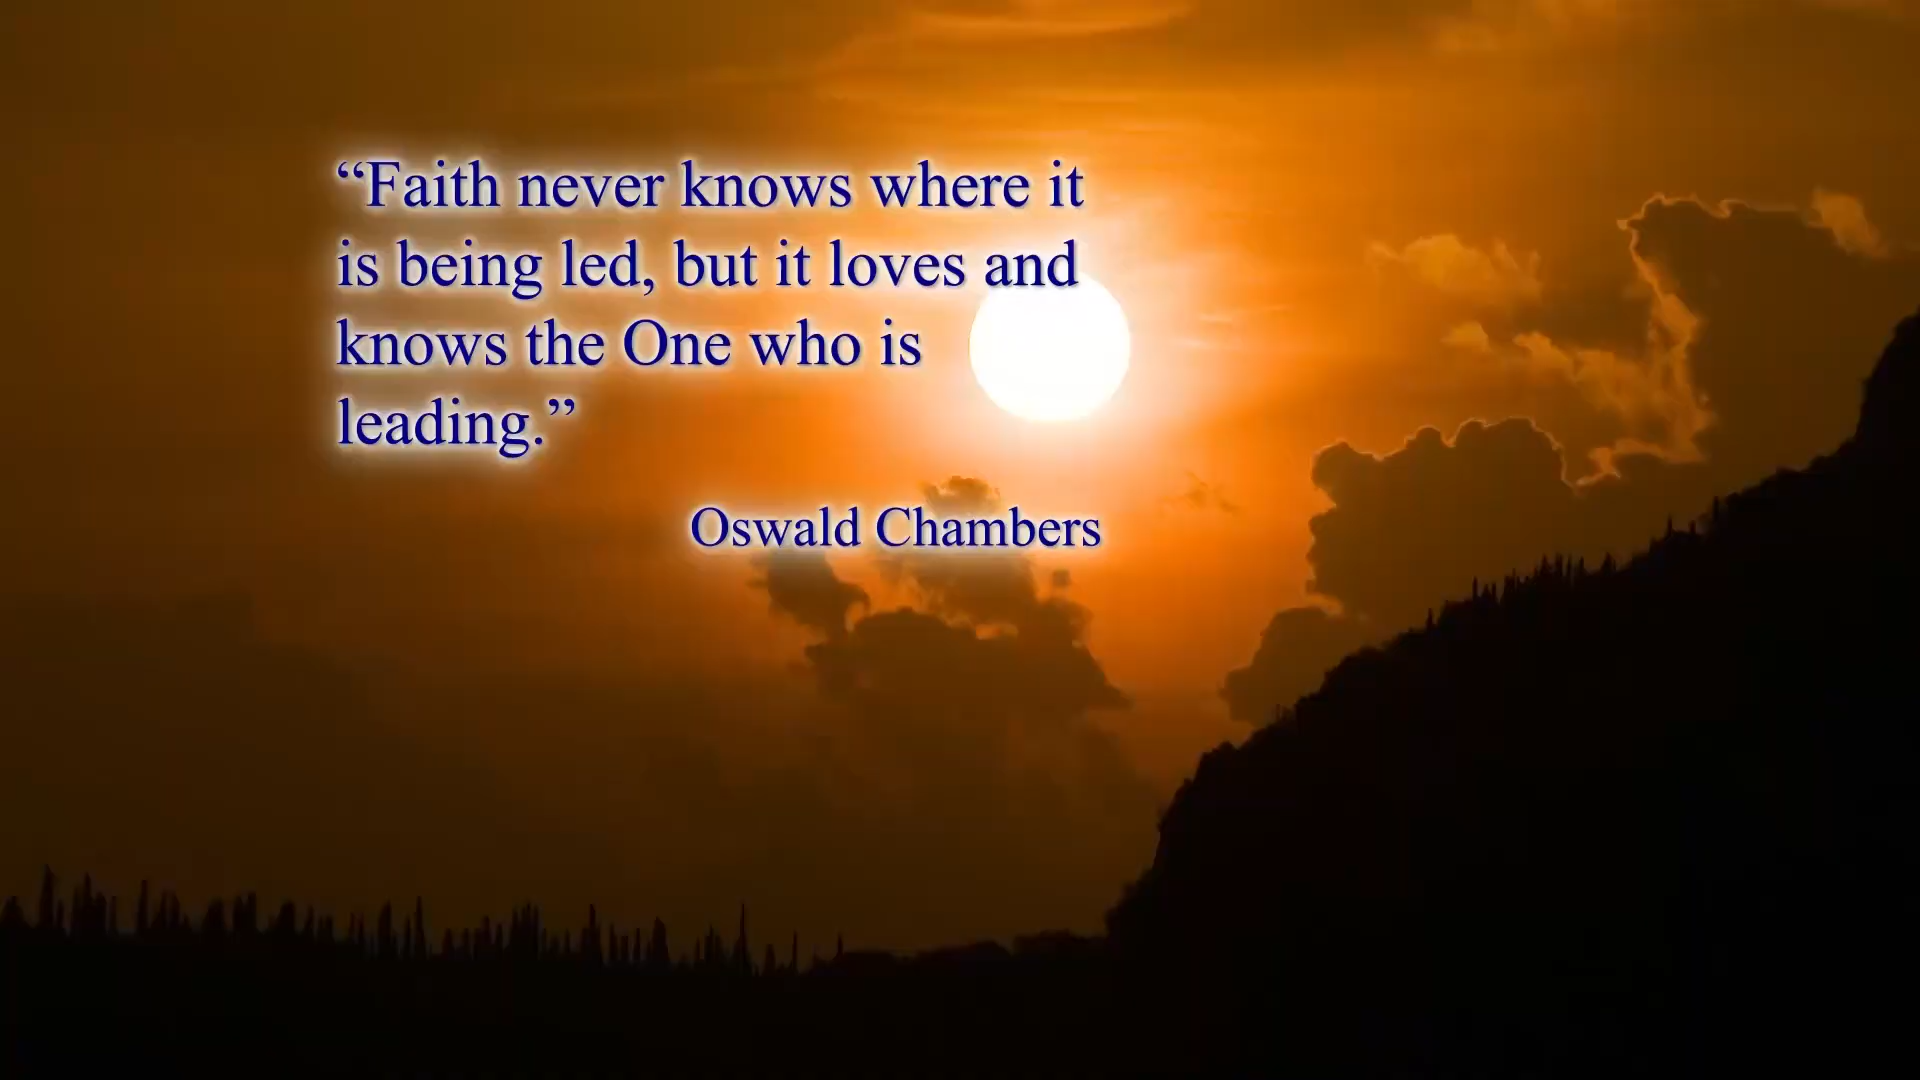 “Faith never knows where it
is being led, but it loves and
knows the One who is
leading.”
Oswald Chambers